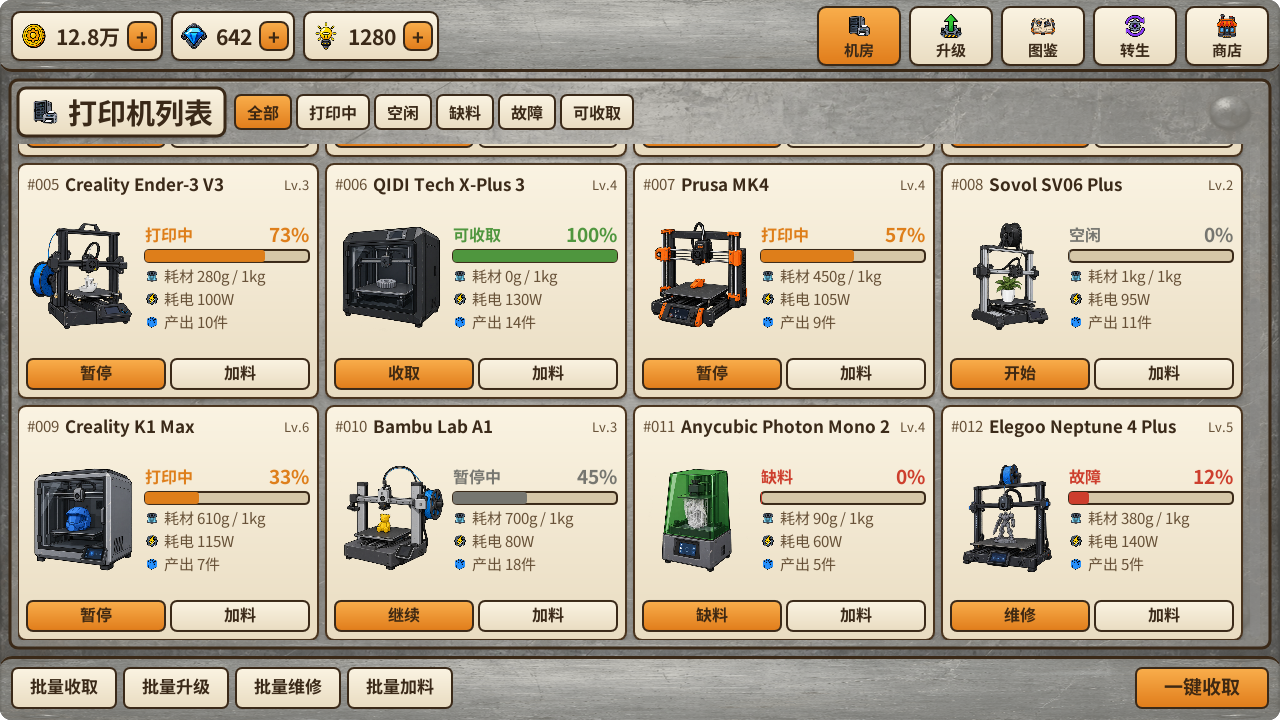 12.8万 + 642 + 1280 +
机房 升级 图鉴 转生 商店
打印机列表 全部 打印中 空闲 缺料 故障 可收取
#005 Creality Ender-3 V3 Lv.3
打印中 73%
耗材 280g / 1kg
耗电 100W
产出 10件
暂停 加料
#006 QIDI Tech X-Plus 3 Lv.4
可收取 100%
耗材 0g / 1kg
耗电 130W
产出 14件
收取 加料
#007 Prusa MK4 Lv.4
打印中 57%
耗材 450g / 1kg
耗电 105W
产出 9件
暂停 加料
#008 Sovol SV06 Plus Lv.2
空闲 0%
耗材 1kg / 1kg
耗电 95W
产出 11件
开始 加料
#009 Creality K1 Max Lv.6
打印中 33%
耗材 610g / 1kg
耗电 115W
产出 7件
暂停 加料
#010 Bambu Lab A1 Lv.3
暂停中 45%
耗材 700g / 1kg
耗电 80W
产出 18件
继续 加料
#011 Anycubic Photon Mono 2 Lv.4
缺料 0%
耗材 90g / 1kg
耗电 60W
产出 5件
缺料 加料
#012 Elegoo Neptune 4 Plus Lv.5
故障 12%
耗材 380g / 1kg
耗电 140W
产出 5件
维修 加料
批量收取 批量升级 批量维修 批量加料 一键收取